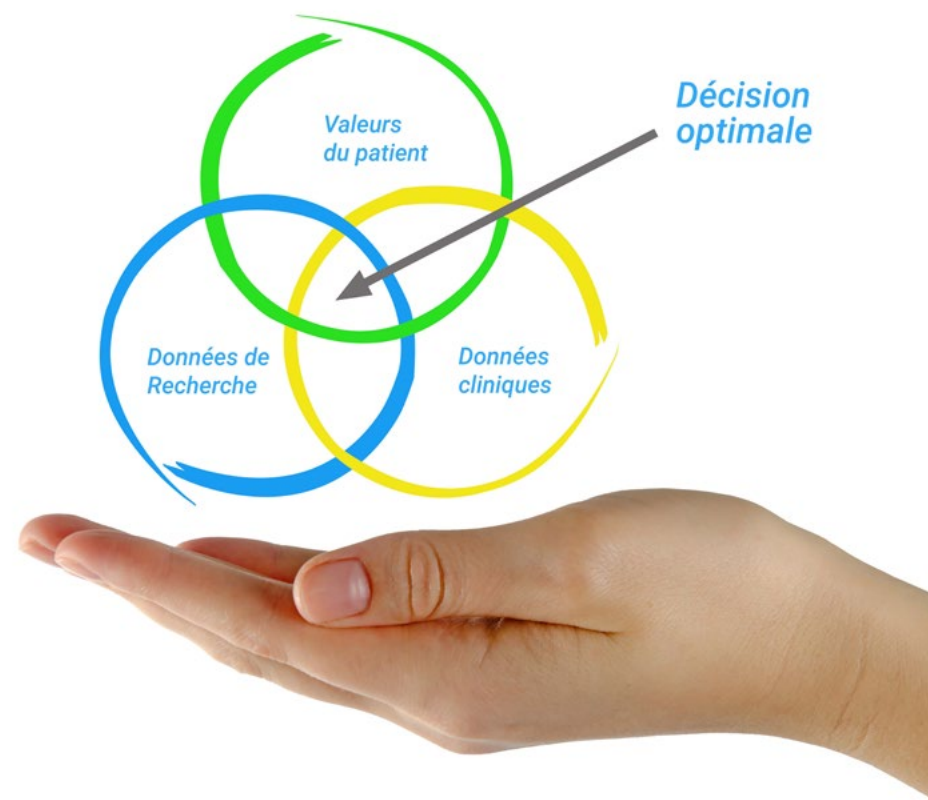 Valeurs
du patient
Décision
optimale
Données de
Recherche
Données
cliniques